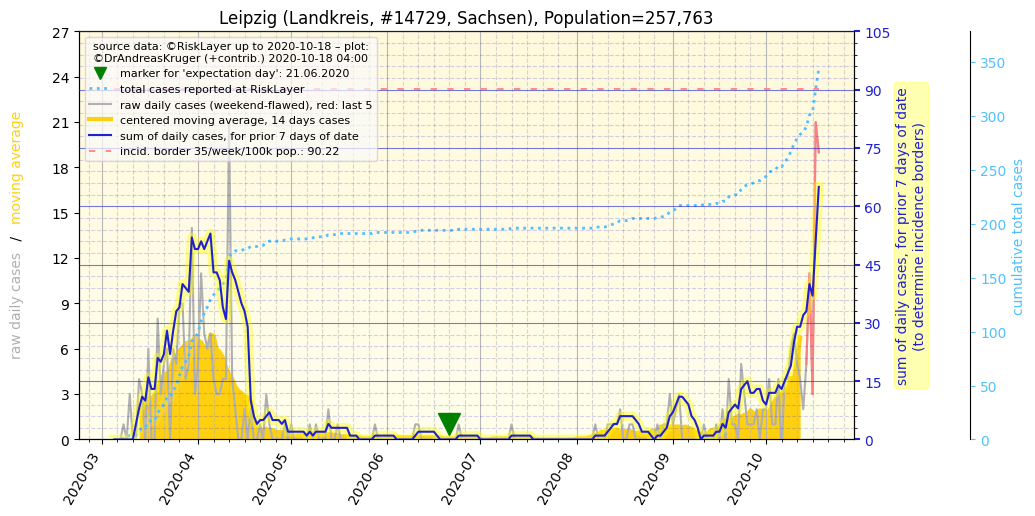 Leipzig (Landkreis, #14729, Sachsen), Population=257,763
source data: ©RiskLayer up to 2020-10-18 – plot:
©DrAndreasKruger (+contrib.) 2020-10-18 04:00
marker for 'expectation day': 21.06.2020
total cases reported at RiskLayer
raw daily cases (weekend-flawed), red: last 5
centered moving average, 14 days cases
sum of daily cases, for prior 7 days of date
incid. border 35/week/100k pop.: 90.22
raw daily cases / moving average
27
24
21
18
15
12
9
6
3
0
2020-03
2020-04
2020-05
2020-06
2020-07
2020-08
2020-09
2020-10
105
90
75
60
45
30
15
0
sum of daily cases, for prior 7 days of date
(to determine incidence borders)
350
300
250
200
150
100
50
0
cumulative total cases